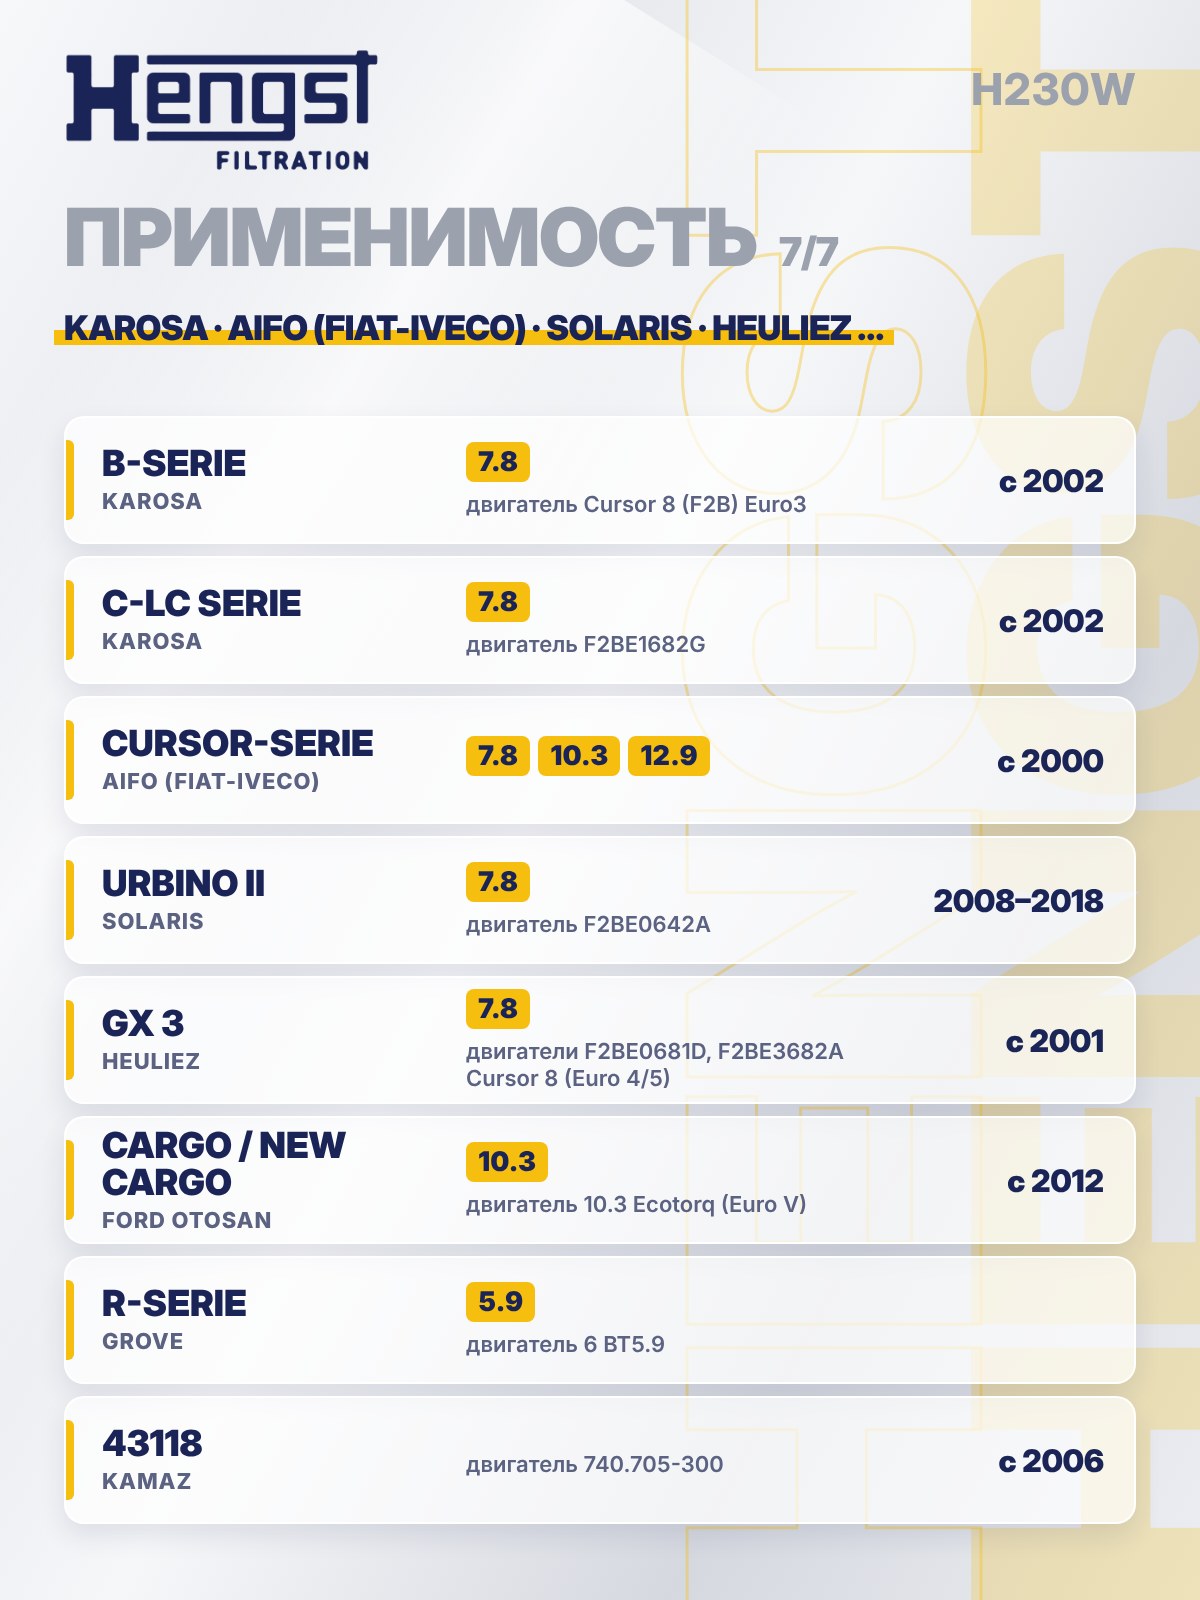 Hengst
FILTRATION
H230W
ПРИМЕНИМОСТЬ 7/7
KAROSA · AIFO (FIAT-IVECO) · SOLARIS · HEULIEZ ...
B-SERIE
KAROSA
7.8
двигатель Cursor 8 (F2B) Euro3
с 2002
C-LC SERIE
KAROSA
7.8
двигатель F2BE1682G
с 2002
CURSOR-SERIE
AIFO (FIAT-IVECO)
7.8 10.3 12.9
с 2000
URBINO II
SOLARIS
7.8
двигатель F2BE0642A
2008–2018
GX 3
HEULIEZ
7.8
двигатели F2BE0681D, F2BE3682A
Cursor 8 (Euro 4/5)
с 2001
CARGO / NEW
CARGO
FORD OTOSAN
10.3
двигатель 10.3 Ecotorq (Euro V)
с 2012
R-SERIE
GROVE
5.9
двигатель 6 BT5.9
43118
KAMAZ
двигатель 740.705-300
с 2006
HENGST
HENGST